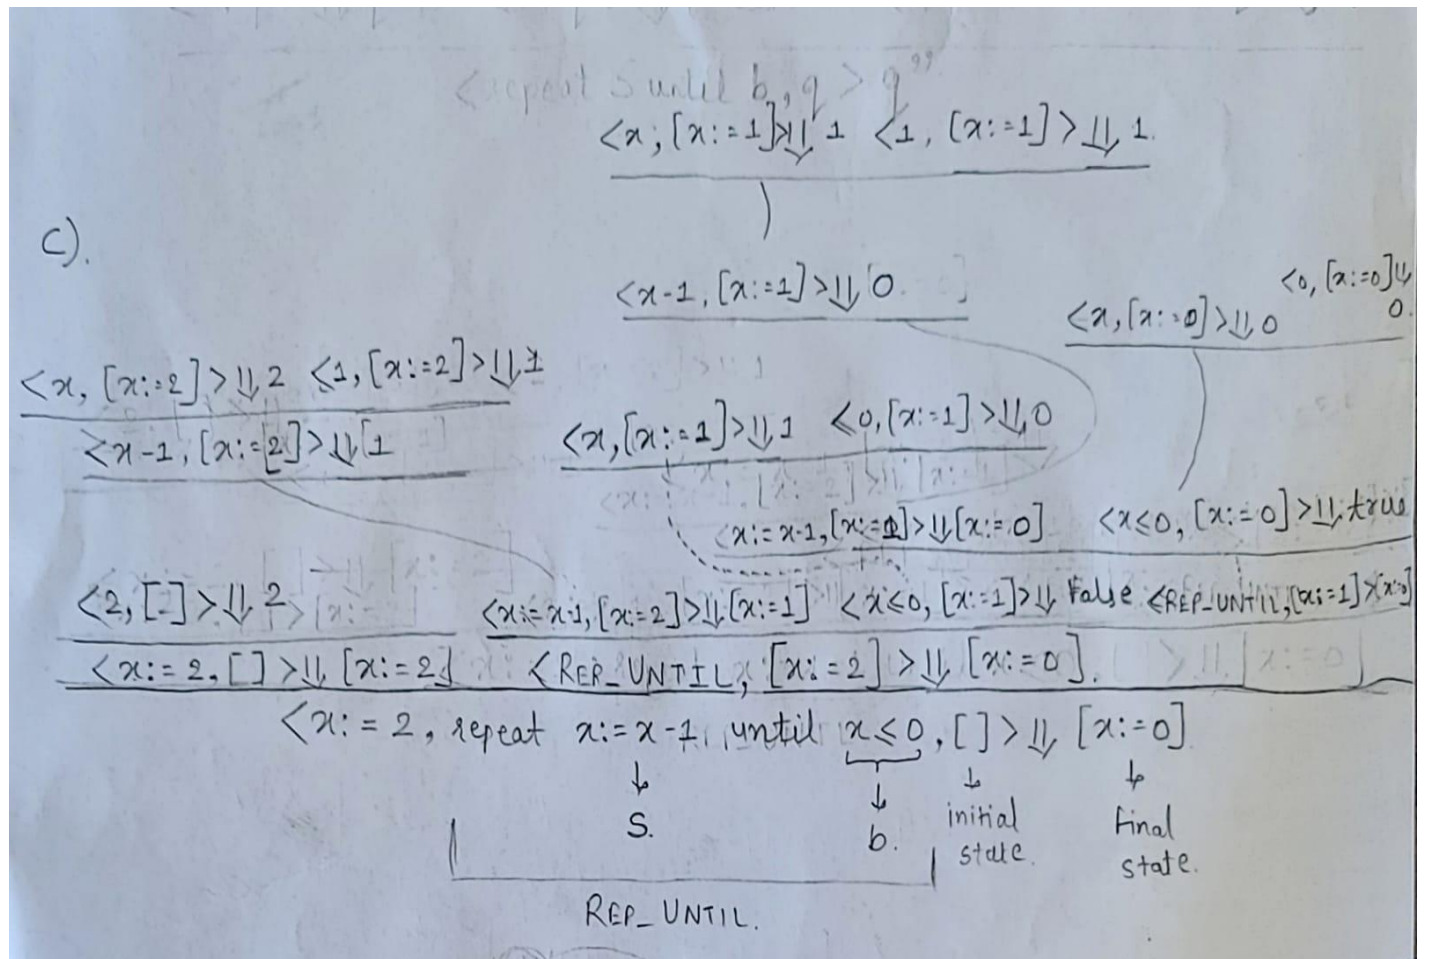 <repeat S until b, q > q"
<x, [x:=1]>⇓ 1 <1, [x:=1]>⇓ 1.
c).
<x-1, [x:=1]>⇓ 0.
<0, [x:=0]⇓
0.
<x, [x:=0]>⇓ 0
<x, [x:=2]>⇓ 2 <1, [x:=2]>⇓ 1
<x-1, [x:=2]>⇓ 1
<x, [x:=1]>⇓ 1 <0, [x:=1]>⇓ 0
<x:=x-1, [x:=1]>⇓ [x:=0] <x≤0, [x:=0]>⇓ true
<2, []>⇓ 2 <x:=x-1, [x:=2]>⇓ [x:=1] <x≤0, [x:=1]>⇓ False <REP_UNTIL, [x:=1]>[x:=0]
<x:=2, []>⇓ [x:=2] <REP_UNTIL, [x:=2]>⇓ [x:=0].
<x:=2, repeat x:=x-1, until x≤0, []>⇓ [x:=0]
↓ ↓ ↓ ↓
S. b. initial state. Final state.
REP_UNTIL.